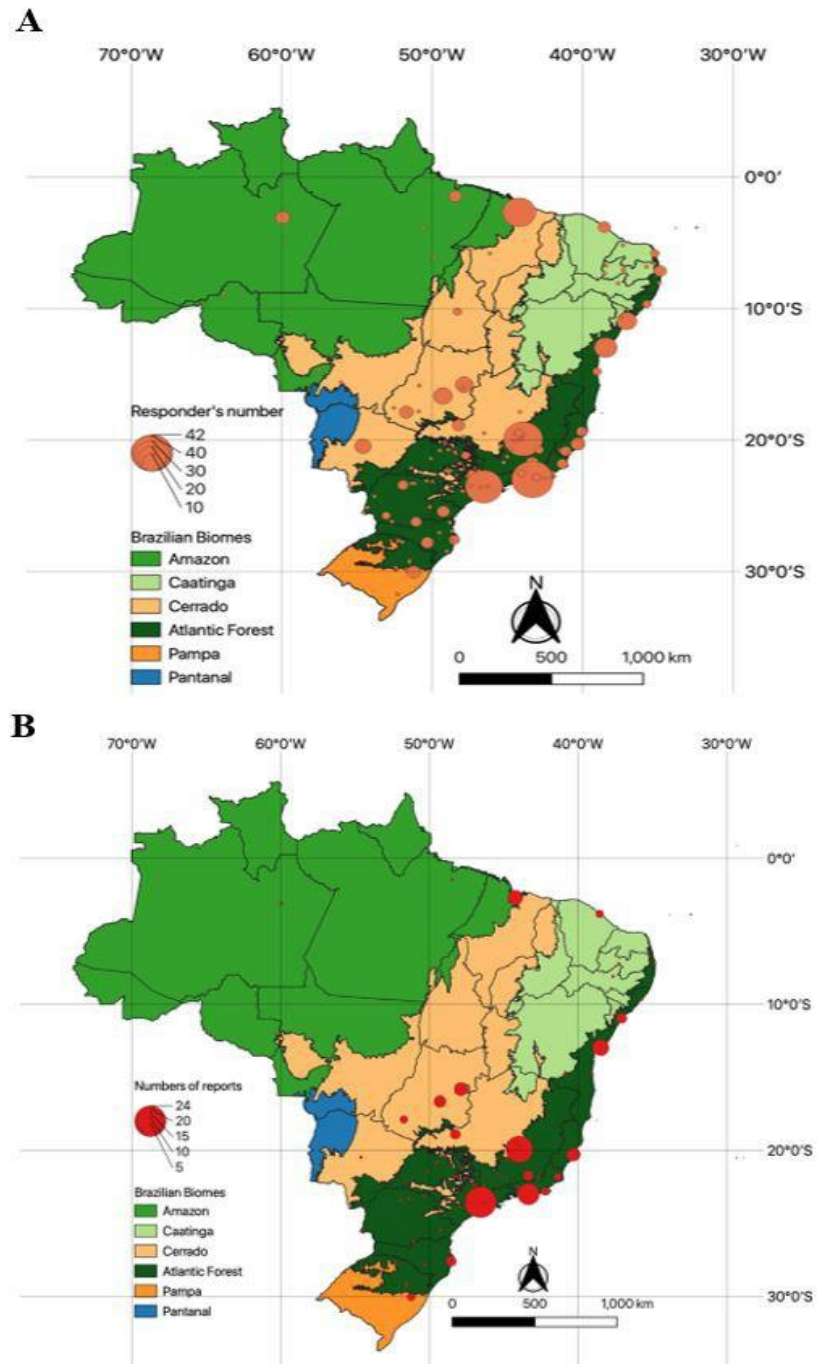 A
70°0'W 60°0'W 50°0'W 40°0'W 30°0'W
0°0'
10°0'S
20°0'S
30°0'S
Responder's number
42
40
30
20
10
Brazilian Biomes
Amazon
Caatinga
Cerrado
Atlantic Forest
Pampa
Pantanal
N
0 500 1,000 km
B
70°0'W 60°0'W 50°0'W 40°0'W 30°0'W
0°0'
10°0'S
20°0'S
30°0'S
Numbers of reports
24
20
15
10
5
Brazilian Biomes
Amazon
Caatinga
Cerrado
Atlantic Forest
Pampa
Pantanal
N
0 500 1,000 km